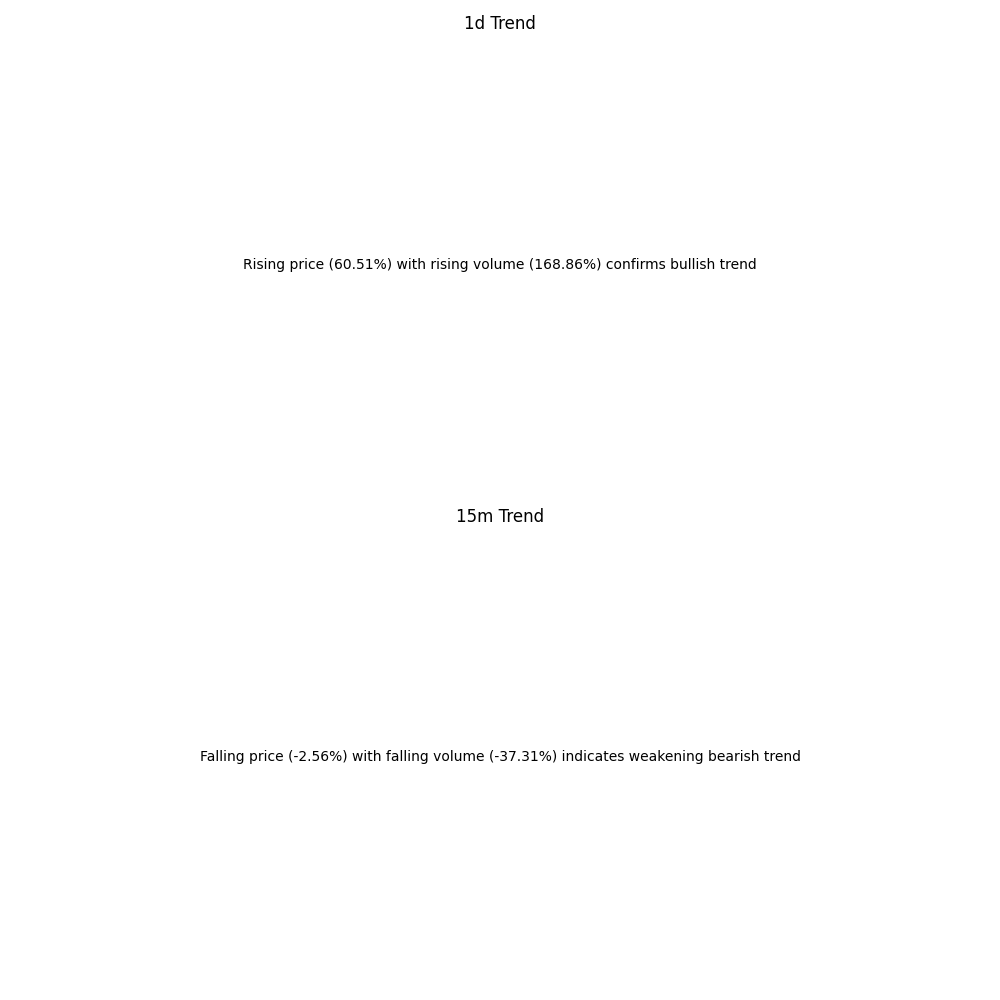 1d Trend
Rising price (60.51%) with rising volume (168.86%) confirms bullish trend
15m Trend
Falling price (-2.56%) with falling volume (-37.31%) indicates weakening bearish trend